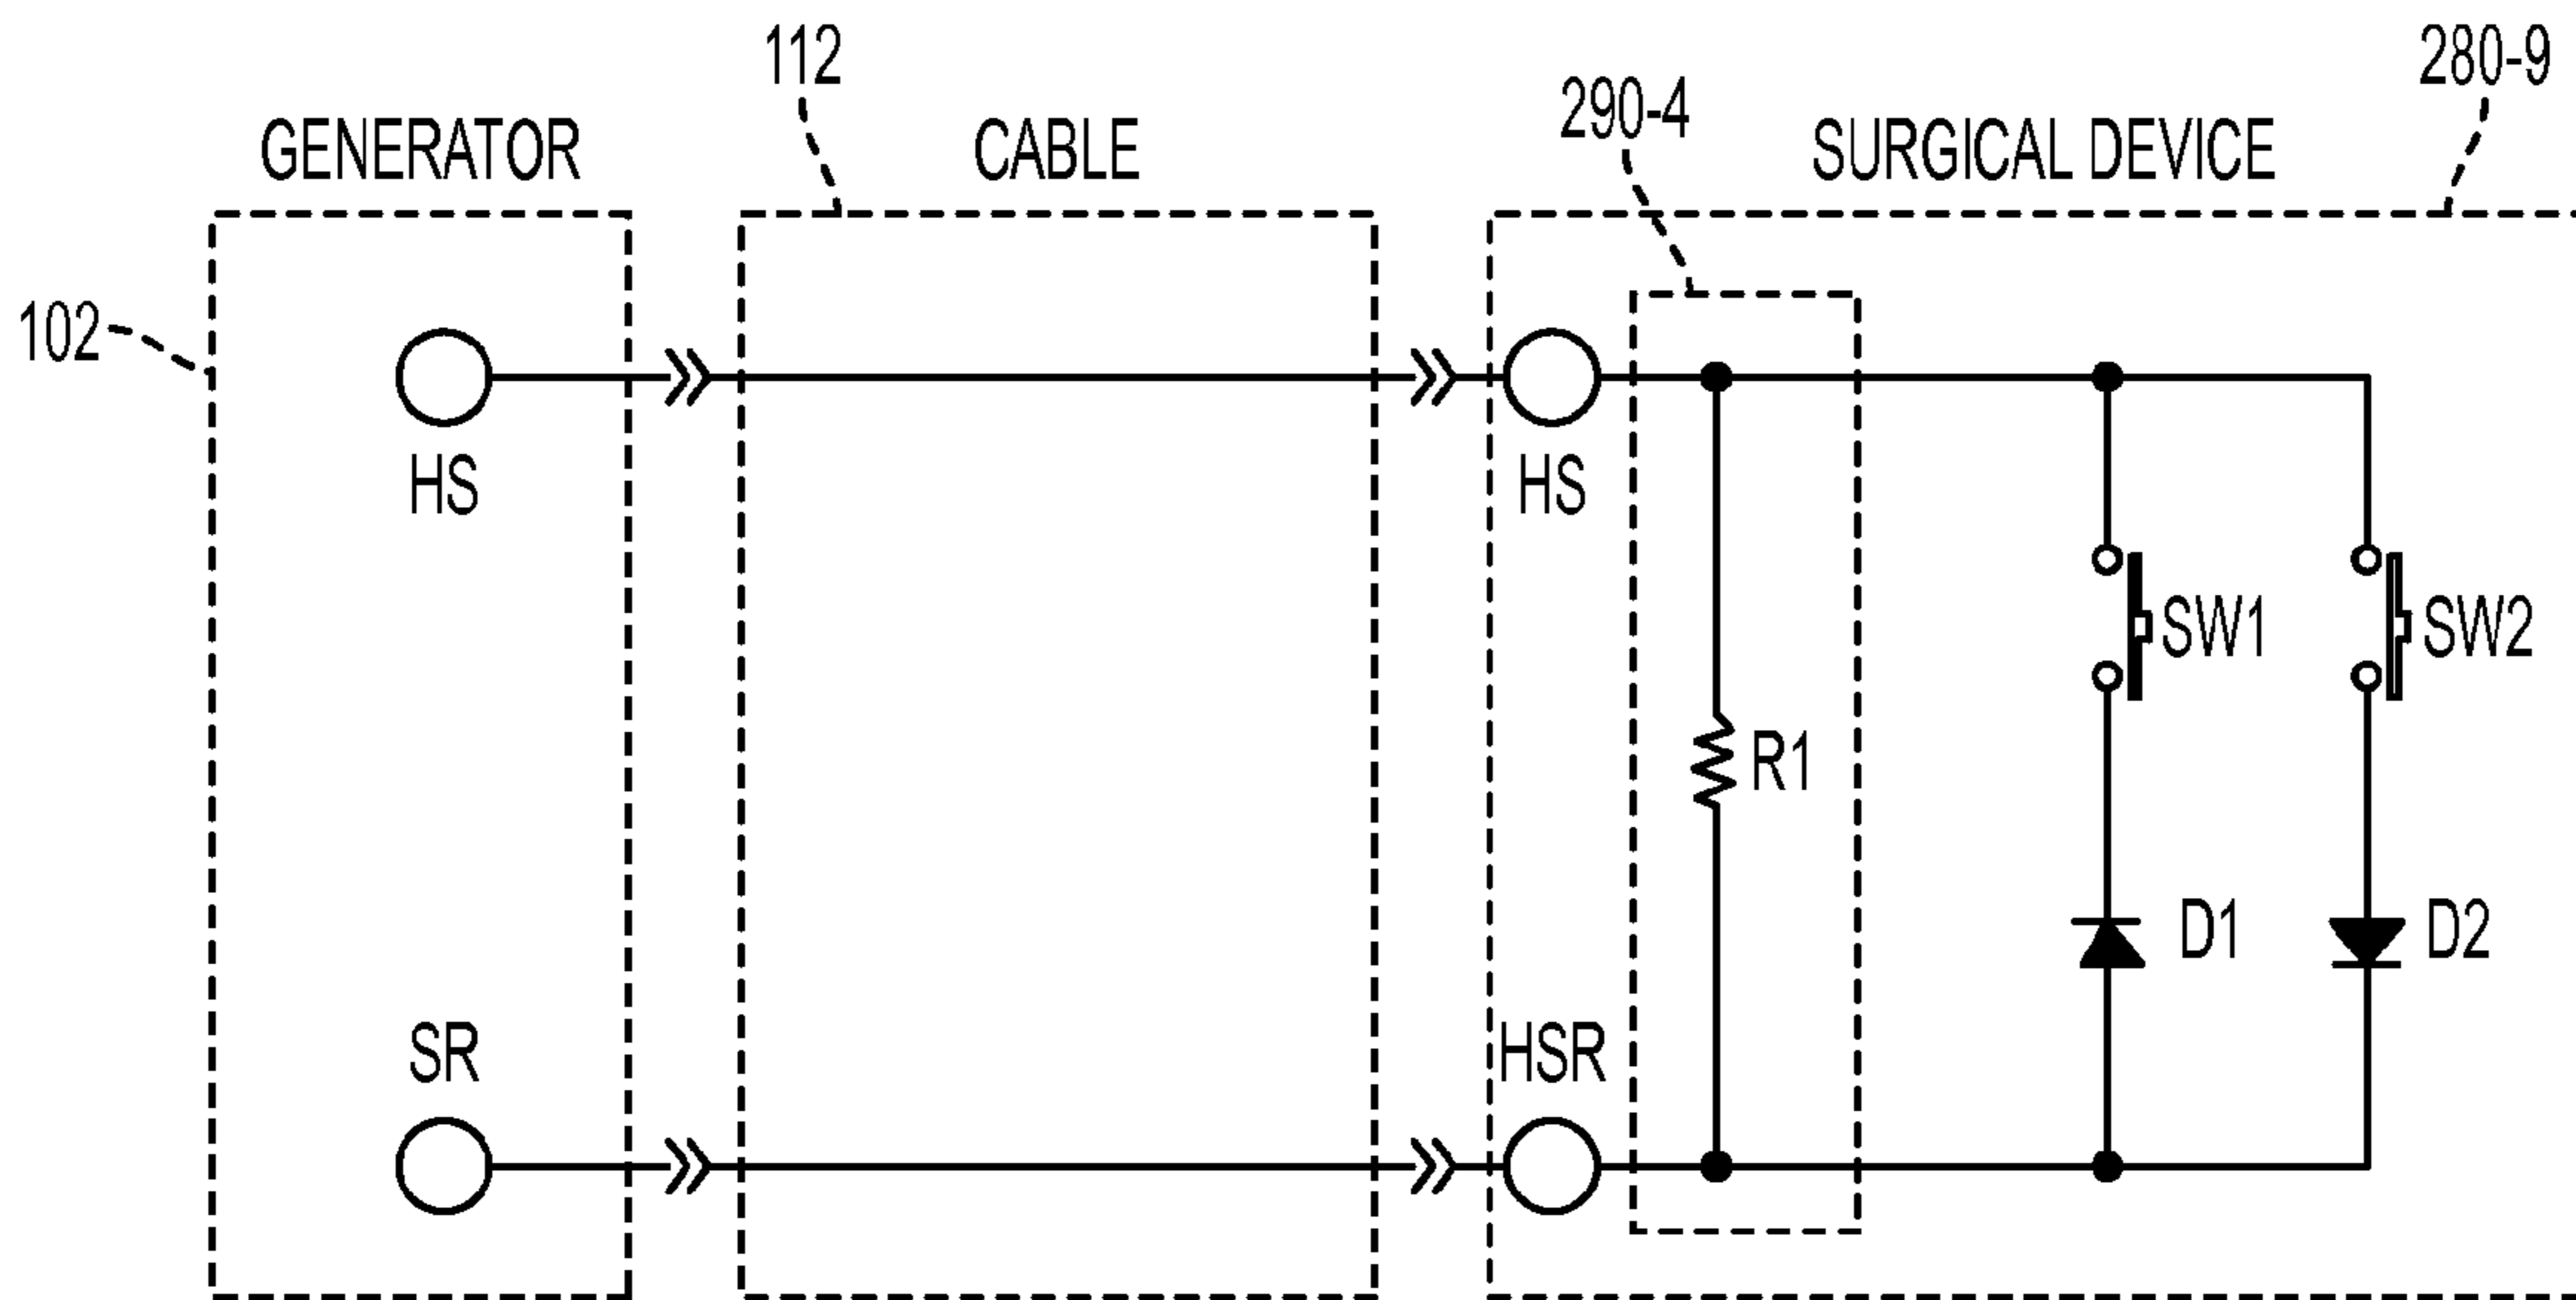 112
280-9
290-4
GENERATOR
CABLE
SURGICAL DEVICE
102
HS
HS
SW1
SW2
R1
D1
D2
SR
HSR